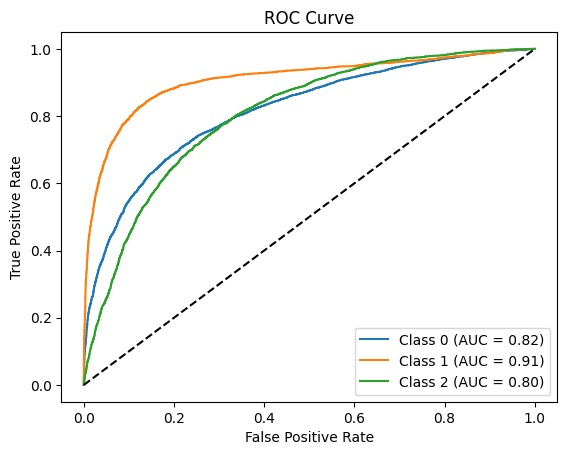 ROC Curve
True Positive Rate
1.0
0.8
0.6
0.4
0.2
0.0
Class 0 (AUC = 0.82)
Class 1 (AUC = 0.91)
Class 2 (AUC = 0.80)
0.0 0.2 0.4 0.6 0.8 1.0
False Positive Rate